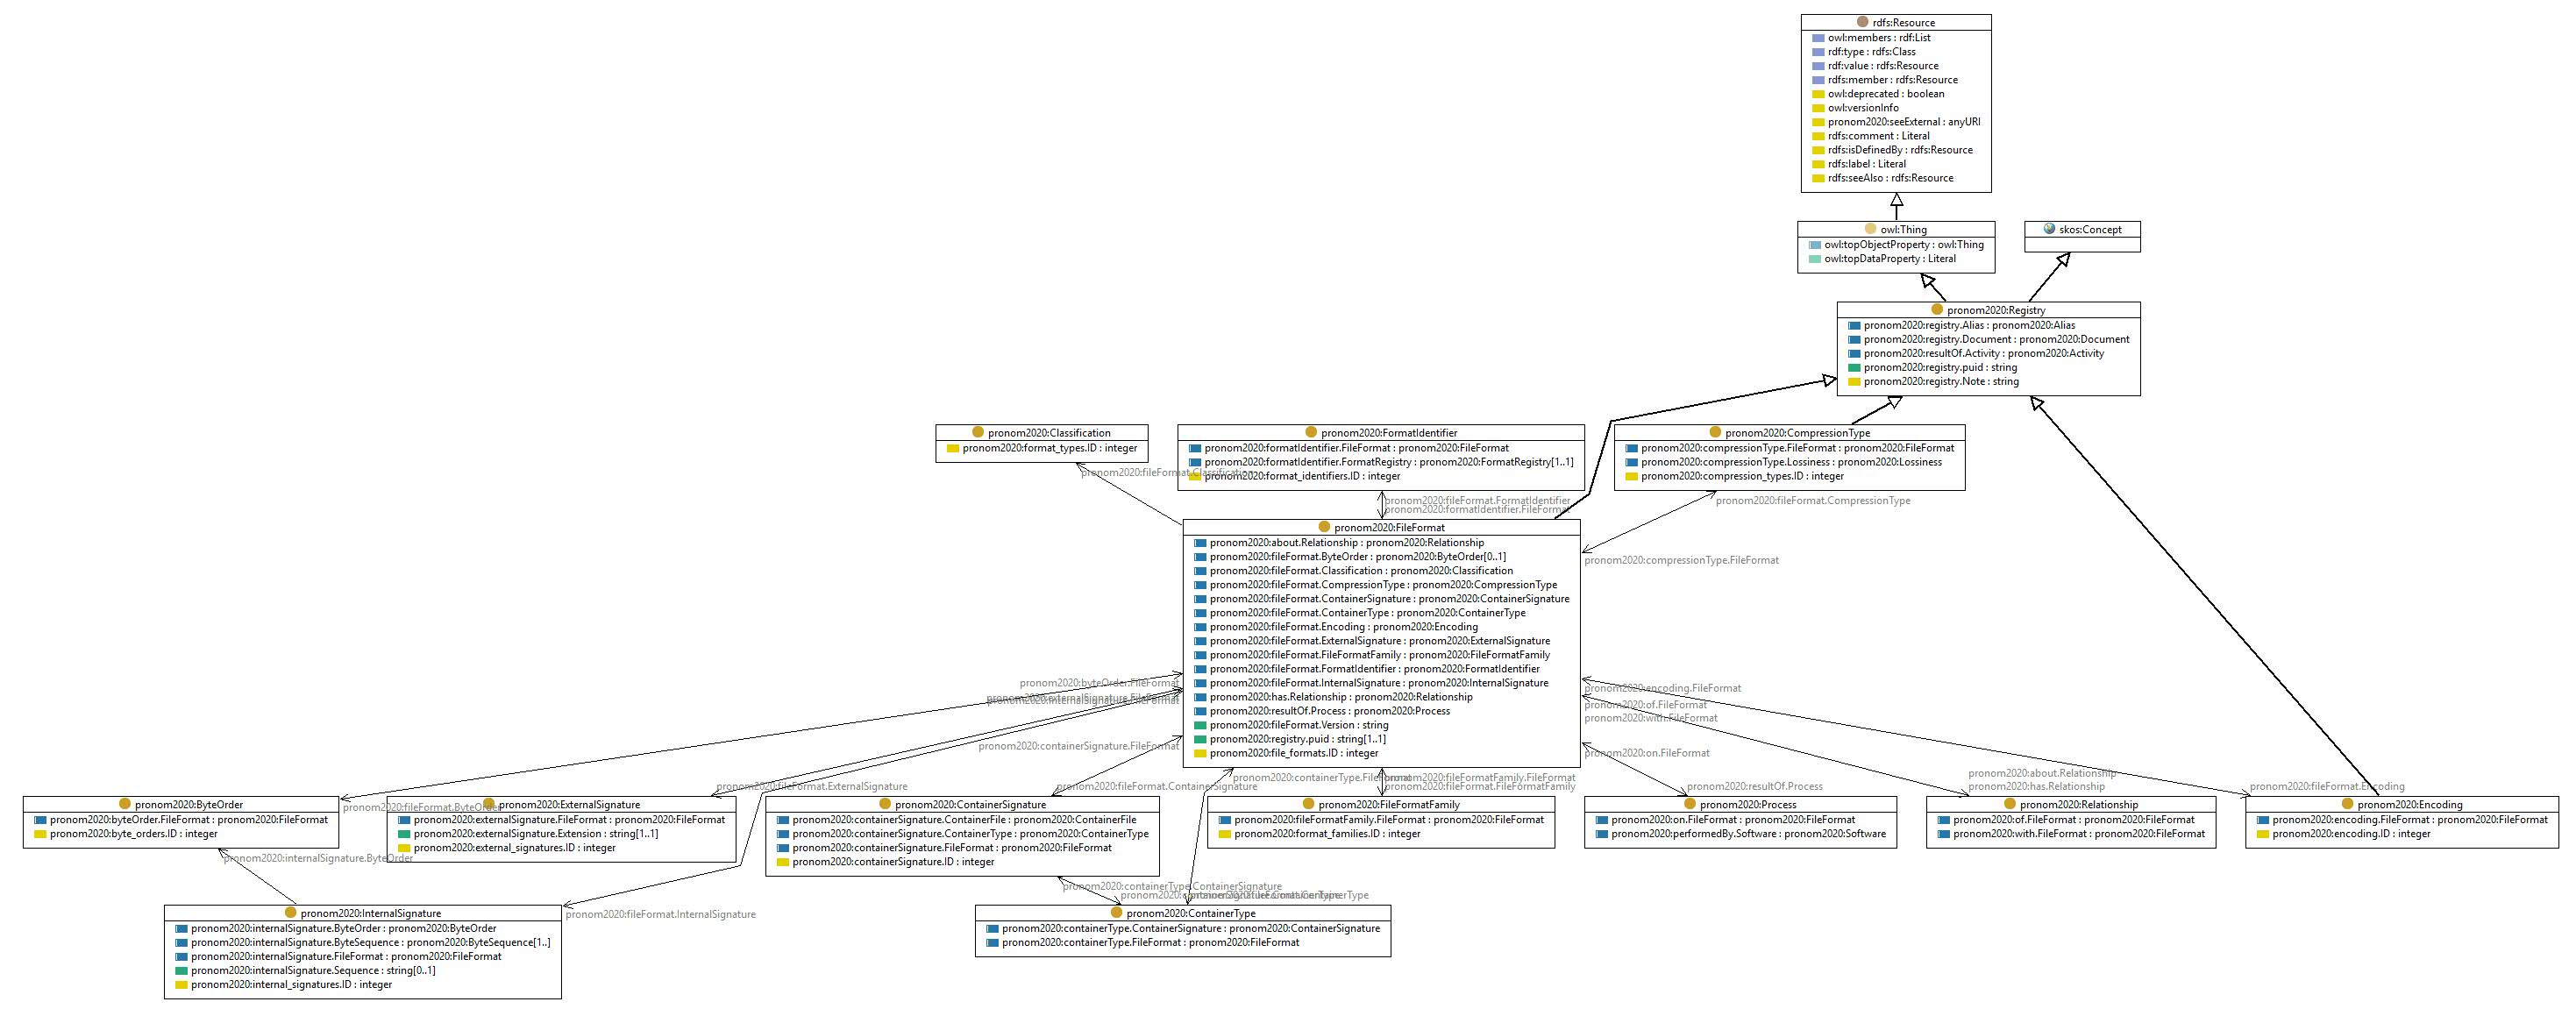 rdfs:Resource
owl:members : rdf:List
rdf:type : rdfs:Class
rdf:value : rdfs:Resource
rdfs:member : rdfs:Resource
owl:deprecated : boolean
owl:versionInfo
pronom2020:seeExternal : anyURI
rdfs:comment : Literal
rdfs:isDefinedBy : rdfs:Resource
rdfs:label : Literal
rdfs:seeAlso : rdfs:Resource
owl:Thing
owl:topObjectProperty : owl:Thing
owl:topDataProperty : Literal
skos:Concept
pronom2020:Registry
pronom2020:registry.Alias : pronom2020:Alias
pronom2020:registry.Document : pronom2020:Document
pronom2020:resultOf.Activity : pronom2020:Activity
pronom2020:registry.puid : string
pronom2020:registry.Note : string
pronom2020:Classification
pronom2020:format_types.ID : integer
pronom2020:fileFormat.Classification
pronom2020:FormatIdentifier
pronom2020:formatIdentifier.FileFormat : pronom2020:FileFormat
pronom2020:formatIdentifier.FormatRegistry : pronom2020:FormatRegistry[1..1]
pronom2020:format_identifiers.ID : integer
pronom2020:fileFormat.FormatIdentifier
pronom2020:formatIdentifier.FileFormat
pronom2020:CompressionType
pronom2020:compressionType.FileFormat : pronom2020:FileFormat
pronom2020:compressionType.Lossiness : pronom2020:Lossiness
pronom2020:compression_types.ID : integer
pronom2020:fileFormat.CompressionType
pronom2020:compressionType.FileFormat
pronom2020:FileFormat
pronom2020:about.Relationship : pronom2020:Relationship
pronom2020:fileFormat.ByteOrder : pronom2020:ByteOrder[0..1]
pronom2020:fileFormat.Classification : pronom2020:Classification
pronom2020:fileFormat.CompressionType : pronom2020:CompressionType
pronom2020:fileFormat.ContainerSignature : pronom2020:ContainerSignature
pronom2020:fileFormat.ContainerType : pronom2020:ContainerType
pronom2020:fileFormat.Encoding : pronom2020:Encoding
pronom2020:fileFormat.ExternalSignature : pronom2020:ExternalSignature
pronom2020:fileFormat.FileFormatFamily : pronom2020:FileFormatFamily
pronom2020:fileFormat.FormatIdentifier : pronom2020:FormatIdentifier
pronom2020:fileFormat.InternalSignature : pronom2020:InternalSignature
pronom2020:has.Relationship : pronom2020:Relationship
pronom2020:resultOf.Process : pronom2020:Process
pronom2020:fileFormat.Version : string
pronom2020:registry.puid : string[1..1]
pronom2020:file_formats.ID : integer
pronom2020:byteOrder.FileFormat
pronom2020:externalSignature.FileFormat
pronom2020:internalSignature.FileFormat
pronom2020:containerSignature.FileFormat
pronom2020:encoding.FileFormat
pronom2020:of.FileFormat
pronom2020:with.FileFormat
pronom2020:on.FileFormat
pronom2020:containerType.FileFormat
pronom2020:fileFormatFamily.FileFormat
pronom2020:fileFormat.FileFormatFamily
pronom2020:fileFormat.ExternalSignature
pronom2020:fileFormat.ContainerSignature
pronom2020:resultOf.Process
pronom2020:about.Relationship
pronom2020:has.Relationship
pronom2020:fileFormat.Encoding
pronom2020:fileFormat.ByteOrder
pronom2020:ByteOrder
pronom2020:byteOrder.FileFormat : pronom2020:FileFormat
pronom2020:byte_orders.ID : integer
pronom2020:ExternalSignature
pronom2020:externalSignature.FileFormat : pronom2020:FileFormat
pronom2020:externalSignature.Extension : string[1..1]
pronom2020:external_signatures.ID : integer
pronom2020:ContainerSignature
pronom2020:containerSignature.ContainerFile : pronom2020:ContainerFile
pronom2020:containerSignature.ContainerType : pronom2020:ContainerType
pronom2020:containerSignature.FileFormat : pronom2020:FileFormat
pronom2020:containerSignature.ID : integer
pronom2020:FileFormatFamily
pronom2020:fileFormatFamily.FileFormat : pronom2020:FileFormat
pronom2020:format_families.ID : integer
pronom2020:Process
pronom2020:on.FileFormat : pronom2020:FileFormat
pronom2020:performedBy.Software : pronom2020:Software
pronom2020:Relationship
pronom2020:of.FileFormat : pronom2020:FileFormat
pronom2020:with.FileFormat : pronom2020:FileFormat
pronom2020:Encoding
pronom2020:encoding.FileFormat : pronom2020:FileFormat
pronom2020:encoding.ID : integer
pronom2020:internalSignature.ByteOrder
pronom2020:containerType.ContainerSignature
pronom2020:InternalSignature
pronom2020:internalSignature.ByteOrder : pronom2020:ByteOrder
pronom2020:internalSignature.ByteSequence : pronom2020:ByteSequence[1..]
pronom2020:internalSignature.FileFormat : pronom2020:FileFormat
pronom2020:internalSignature.Sequence : string[0..1]
pronom2020:internal_signatures.ID : integer
pronom2020:fileFormat.InternalSignature
pronom2020:ContainerType
pronom2020:containerType.ContainerSignature : pronom2020:ContainerSignature
pronom2020:containerType.FileFormat : pronom2020:FileFormat